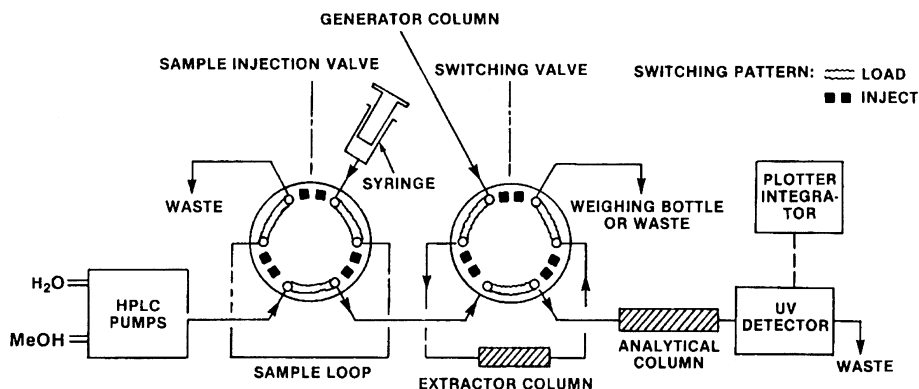 GENERATOR COLUMN
SAMPLE INJECTION VALVE
SWITCHING VALVE
SWITCHING PATTERN: LOAD
INJECT
SYRINGE
WASTE
WEIGHING BOTTLE
OR WASTE
PLOTTER
INTEGRA-
TOR
H₂O
MeOH
HPLC
PUMPS
SAMPLE LOOP
EXTRACTOR COLUMN
ANALYTICAL
COLUMN
UV
DETECTOR
WASTE